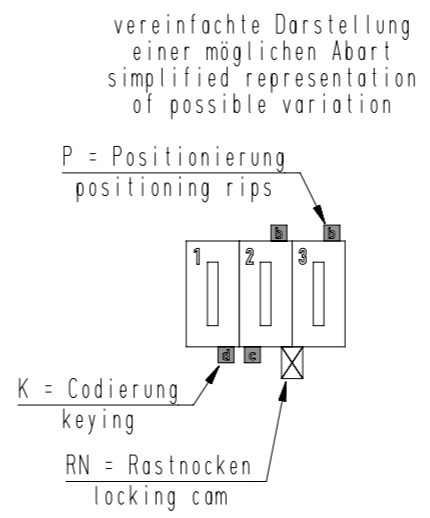 vereinfachte Darstellung
einer möglichen Abart
simplified representation
of possible variation
P = Positionierung
positioning rips
1 2 3
K = Codierung
keying
RN = Rastnocken
locking cam